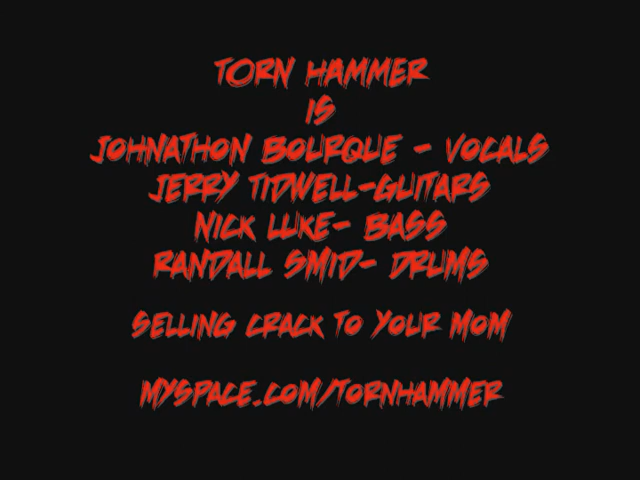 TORN HAMMER
IS
JOHNATHON BOURQUE - VOCALS
JERRY TIDWELL-GUITARS
NICK LUKE- BASS
RANDALL SMID- DRUMS
SELLING CRACK TO YOUR MOM
MYSPACE.COM/TORNHAMMER